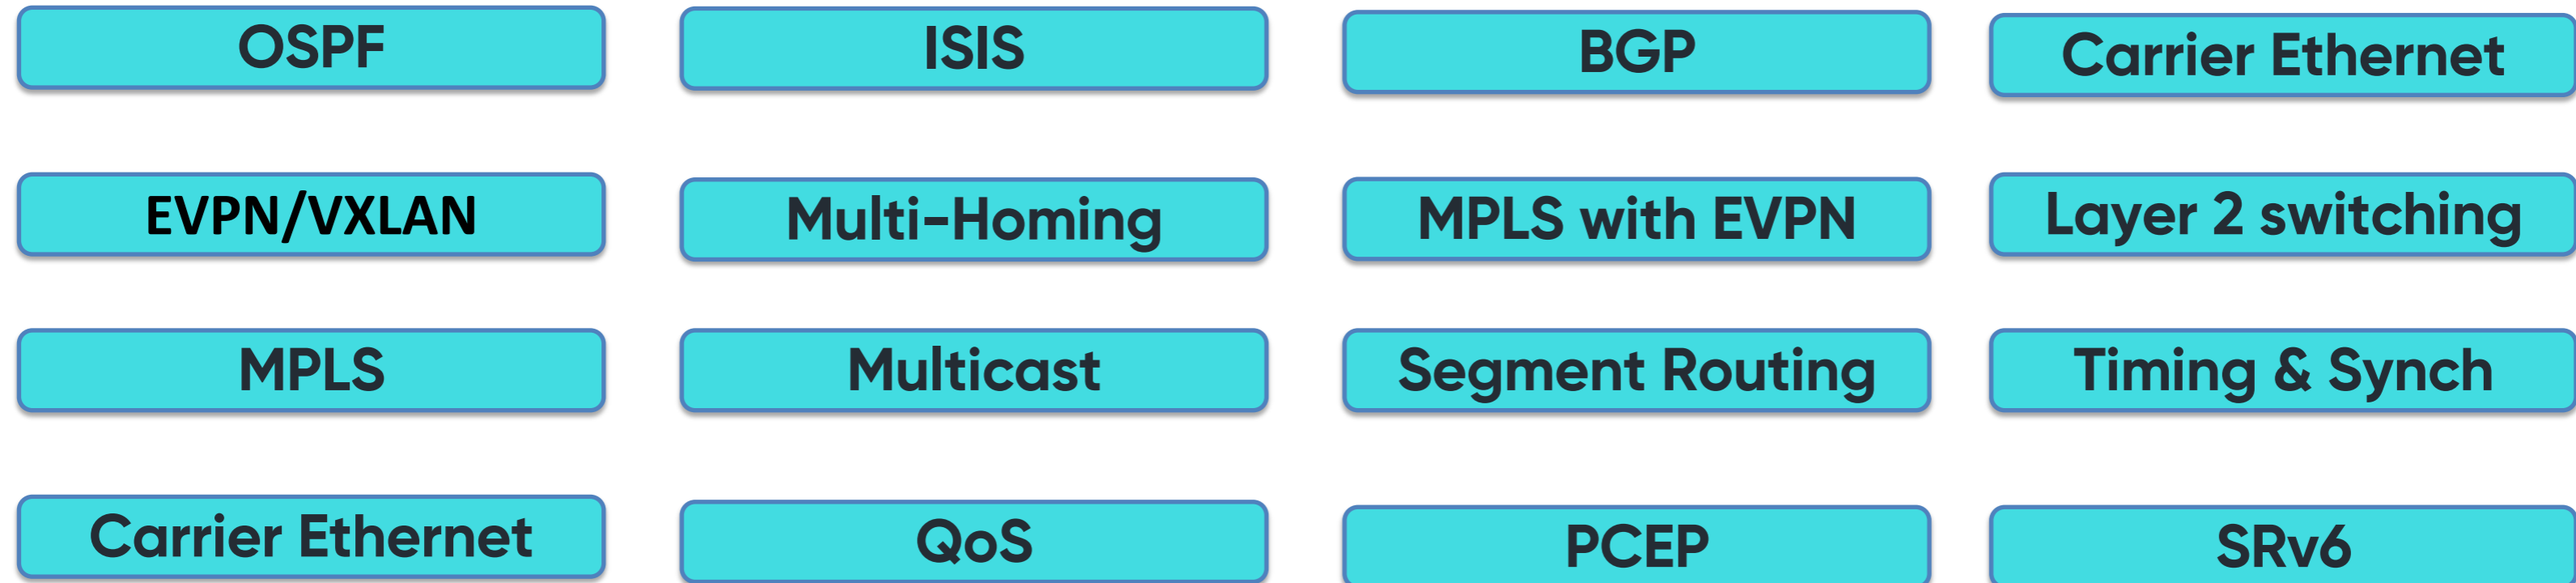 OSPF
ISIS
BGP
Carrier Ethernet
EVPN/VXLAN
Multi-Homing
MPLS with EVPN
Layer 2 switching
MPLS
Multicast
Segment Routing
Timing & Synch
Carrier Ethernet
QoS
PCEP
SRv6